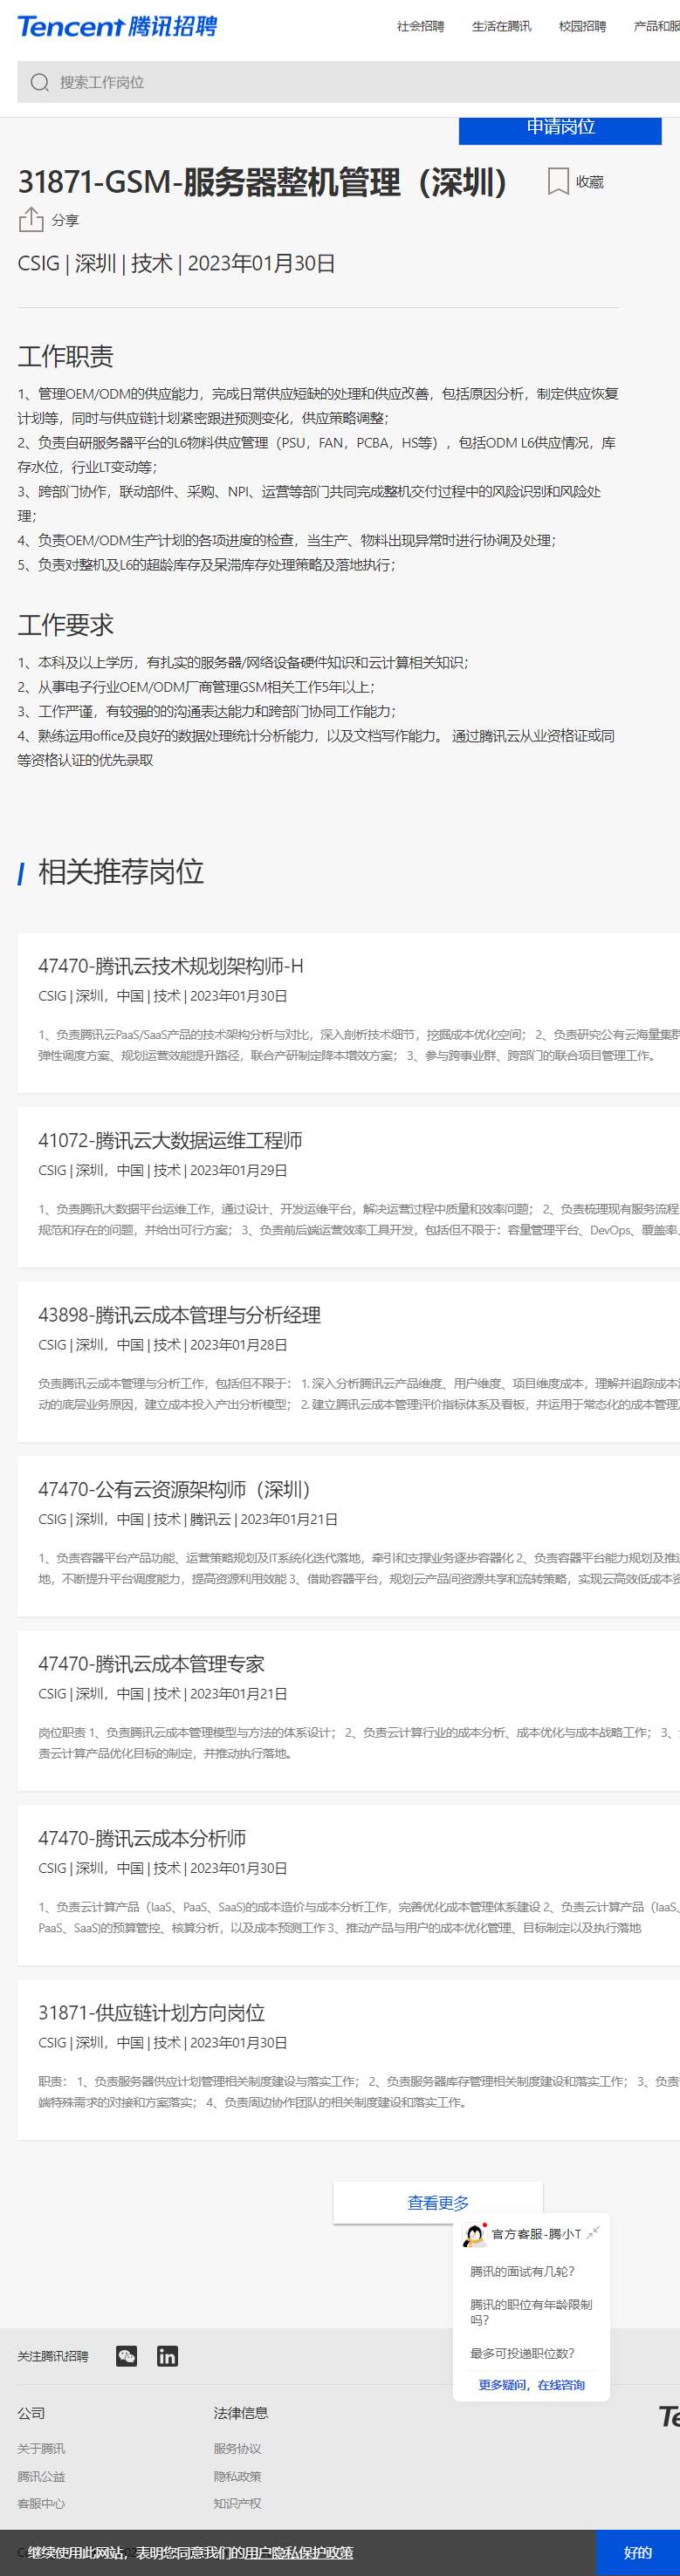 Tencent 腾讯招聘
社会招聘 生活在腾讯 校园招聘 产品和服
搜索工作岗位
申请岗位
31871-GSM-服务器整机管理（深圳） 收藏
分享
CSIG | 深圳 | 技术 | 2023年01月30日
工作职责
1、管理OEM/ODM的供应能力，完成日常供应短缺的处理和供应改善，包括原因分析，制定供应恢复
计划等，同时与供应链计划紧密跟进预测变化，供应策略调整；
2、负责自研服务器平台的L6物料供应管理（PSU，FAN，PCBA，HS等），包括ODM L6供应情况，库
存水位，行业LT变动等；
3、跨部门协作，联动部件、采购、NPI、运营等部门共同完成整机交付过程中的风险识别和风险处
理；
4、负责OEM/ODM生产计划的各项进度的检查，当生产、物料出现异常时进行协调及处理；
5、负责对整机及L6的超龄库存及呆滞库存处理策略及落地执行；
工作要求
1、本科及以上学历，有扎实的服务器/网络设备硬件知识和云计算相关知识；
2、从事电子行业OEM/ODM厂商管理GSM相关工作5年以上；
3、工作严谨，有较强的的沟通表达能力和跨部门协同工作能力；
4、熟练运用office及良好的数据处理统计分析能力，以及文档写作能力。 通过腾讯云从业资格证或同
等资格认证的优先录取
相关推荐岗位
47470-腾讯云技术规划架构师-H
CSIG | 深圳，中国 | 技术 | 2023年01月30日
1、负责腾讯云PaaS/SaaS产品的技术架构分析与对比，深入剖析技术细节，挖掘成本优化空间； 2、负责研究公有云海量集群
弹性调度方案、规划运营效能提升路径，联合产研制定降本增效方案； 3、参与跨事业群、跨部门的联合项目管理工作。
41072-腾讯云大数据运维工程师
CSIG | 深圳，中国 | 技术 | 2023年01月29日
1、负责腾讯大数据平台运维工作，通过设计、开发运维平台，解决运营过程中质量和效率问题； 2、负责梳理现有服务流程
规范和存在的问题，并给出可行方案； 3、负责前后端运营效率工具开发，包括但不限于：容量管理平台、DevOps、覆盖率、
43898-腾讯云成本管理与分析经理
CSIG | 深圳，中国 | 技术 | 2023年01月28日
负责腾讯云成本管理与分析工作，包括但不限于： 1. 深入分析腾讯云产品维度、用户维度、项目维度成本，理解并追踪成本
动的底层业务原因，建立成本投入产出分析模型； 2. 建立腾讯云成本管理评价指标体系及看板，并运用于常态化的成本管理
47470-公有云资源架构师（深圳）
CSIG | 深圳，中国 | 技术 | 腾讯云 | 2023年01月21日
1、负责容器平台产品功能、运营策略规划及IT系统化迭代落地，牵引和支撑业务逐步容器化 2、负责容器平台能力规划及推进
地，不断提升平台调度能力，提高资源利用效能 3、借助容器平台，规划云产品间资源共享和流转策略，实现云高效低成本资
47470-腾讯云成本管理专家
CSIG | 深圳，中国 | 技术 | 2023年01月21日
岗位职责 1、负责腾讯云成本管理模型与方法的体系设计； 2、负责云计算行业的成本分析、成本优化与成本战略工作； 3、
责云计算产品优化目标的制定，并推动执行落地。
47470-腾讯云成本分析师
CSIG | 深圳，中国 | 技术 | 2023年01月30日
1、负责云计算产品（IaaS、PaaS、SaaS)的成本造价与成本分析工作，完善优化成本管理体系建设 2、负责云计算产品（IaaS、
PaaS、SaaS)的预算管控、核算分析，以及成本预测工作 3、推动产品与用户的成本优化管理、目标制定以及执行落地
31871-供应链计划方向岗位
CSIG | 深圳，中国 | 技术 | 2023年01月30日
职责： 1、负责服务器供应计划管理相关制度建设与落实工作； 2、负责服务器库存管理相关制度建设和落实工作； 3、负责
端特殊需求的对接和方案落实； 4、负责周边协作团队的相关制度建设和落实工作。
查看更多
官方客服-腾小T
腾讯的面试有几轮？
腾讯的职位有年龄限制
吗？
最多可投递职位数？
更多疑问，在线咨询
关注腾讯招聘
公司 法律信息
关于腾讯 服务协议
腾讯公益 隐私政策
客服中心 知识产权
继续使用此网站，表明您同意我们的用户隐私保护政策 好的